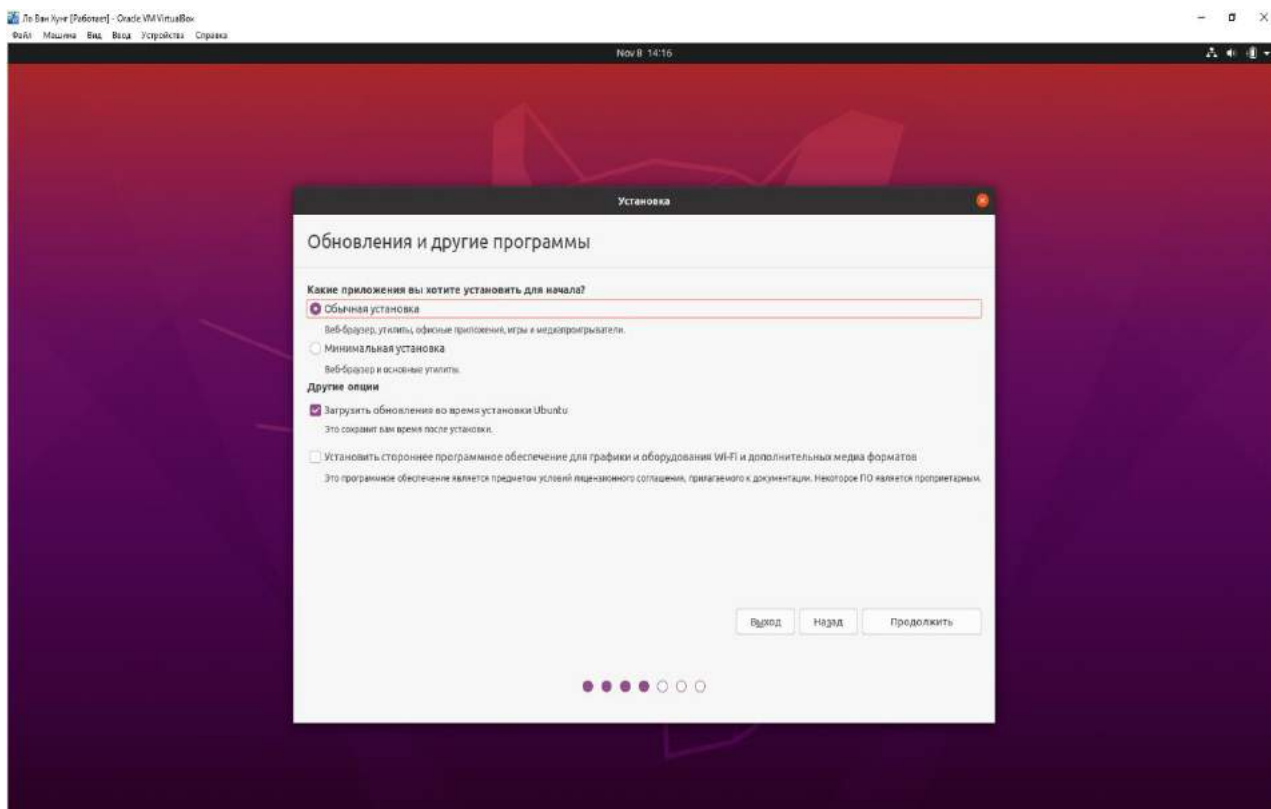 Ло Ван Хунг [Работает] - Oracle VM VirtualBox
Файл Машина Вид Ввод Устройства Справка
Nov 8 14:16
Установка
Обновления и другие программы
Какие приложения вы хотите установить для начала?
Обычная установка
Веб-браузер, утилиты, офисные приложения, игры и медиапроигрыватели.
Минимальная установка
Веб-браузер и основные утилиты.
Другие опции
Загрузить обновления во время установки Ubuntu
Это сохранит вам время после установки.
Установить стороннее программное обеспечение для графики и оборудования Wi-Fi и дополнительных медиа форматов
Это программное обеспечение является предметом условий лицензионного соглашения, прилагаемого к документации. Некоторое ПО является проприетарным.
Выход Назад Продолжить